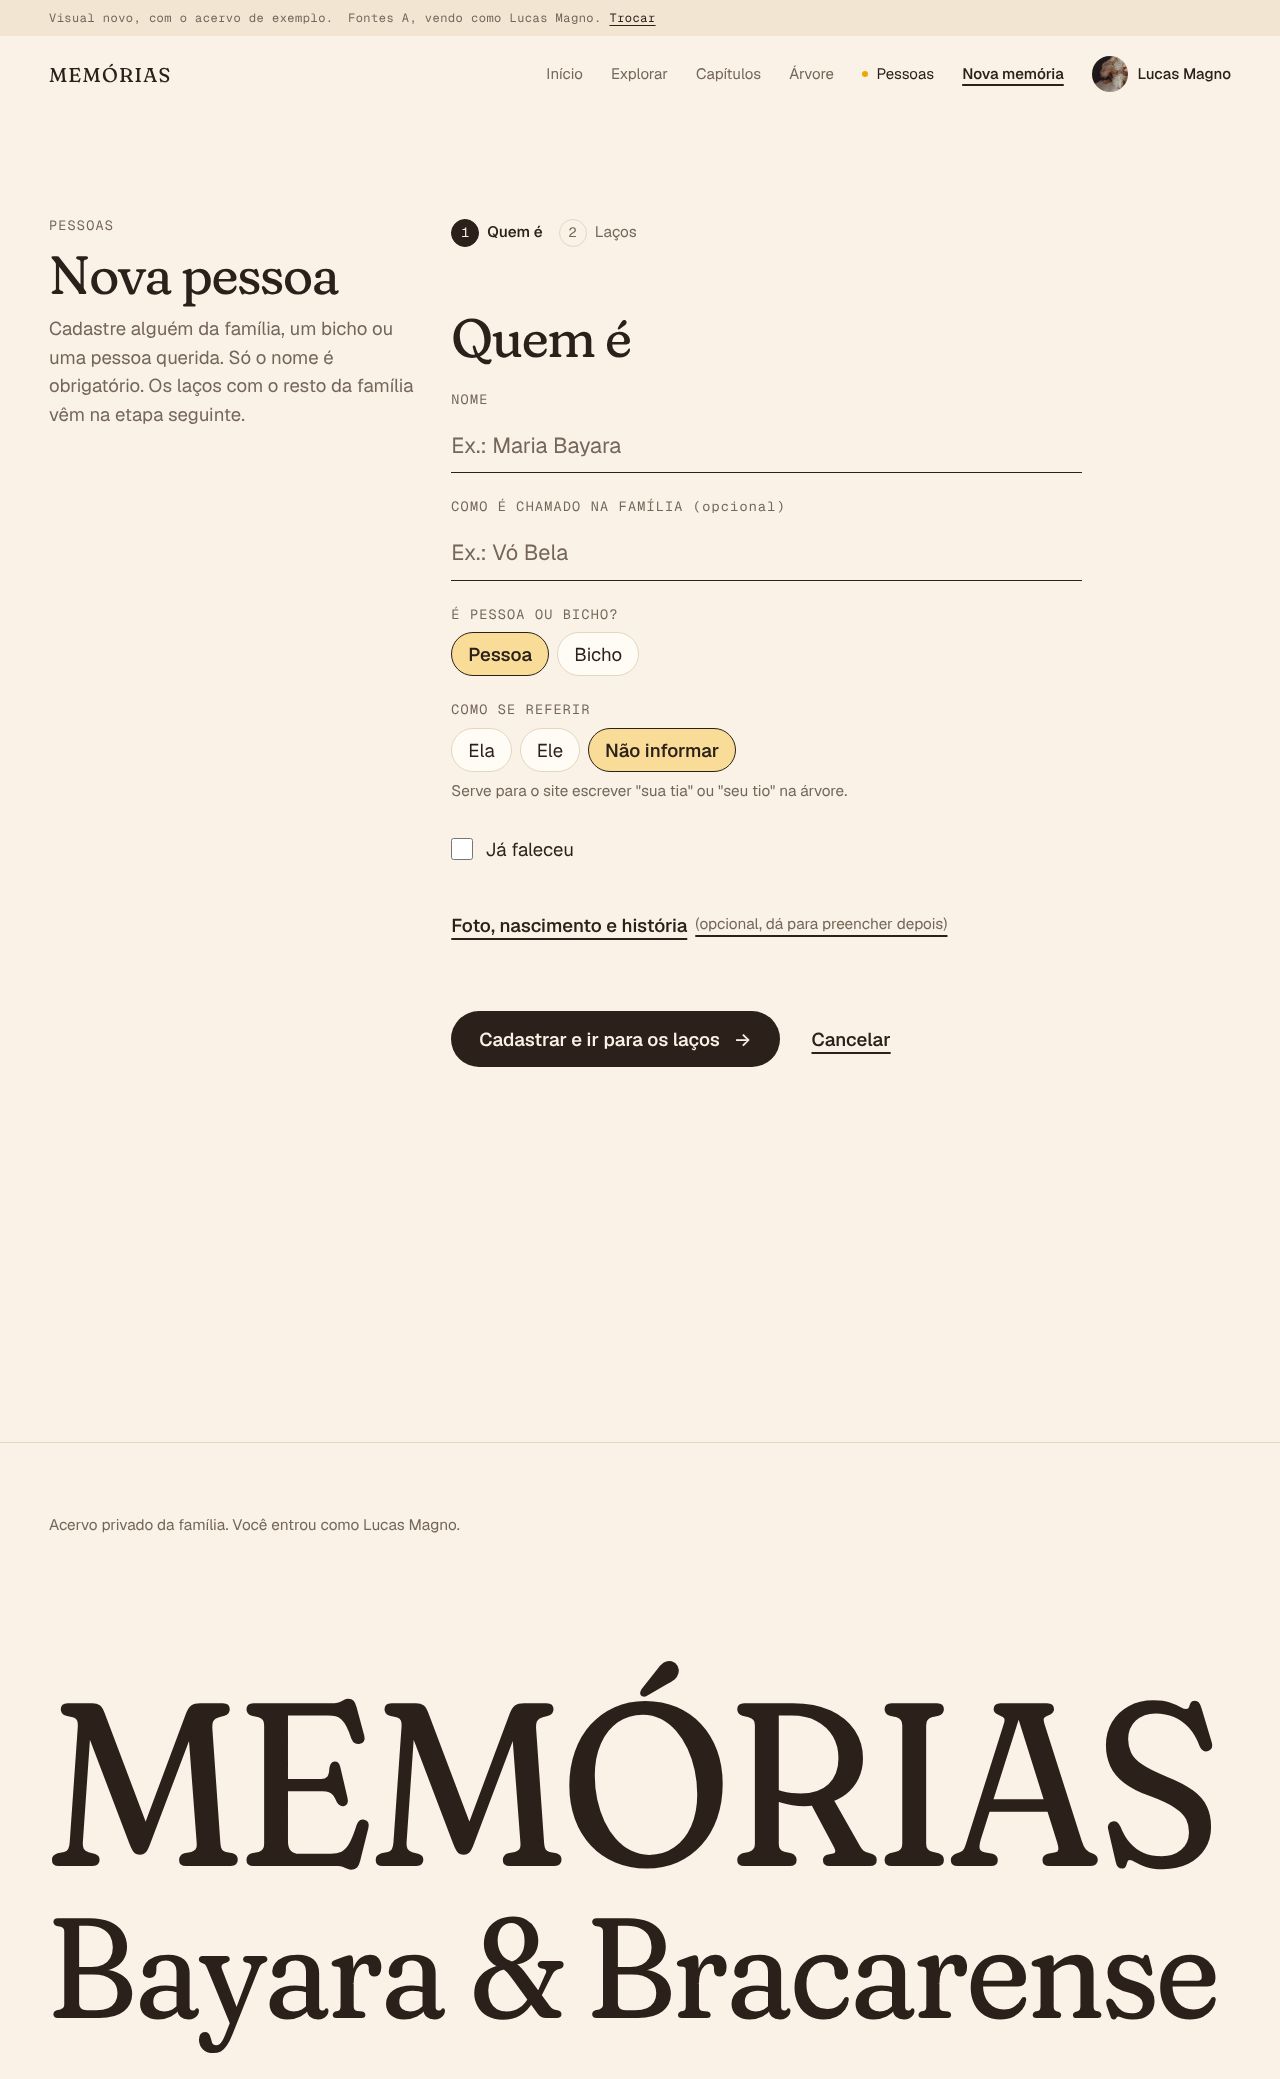 Visual novo, com o acervo de exemplo. Fontes A, vendo como Lucas Magno. Trocar
MEMÓRIAS
Início Explorar Capítulos Árvore Pessoas Nova memória Lucas Magno
PESSOAS
Nova pessoa
Cadastre alguém da família, um bicho ou
uma pessoa querida. Só o nome é
obrigatório. Os laços com o resto da família
vêm na etapa seguinte.
1 Quem é 2 Laços
Quem é
NOME
Ex.: Maria Bayara
COMO É CHAMADO NA FAMÍLIA (opcional)
Ex.: Vó Bela
É PESSOA OU BICHO?
Pessoa Bicho
COMO SE REFERIR
Ela Ele Não informar
Serve para o site escrever "sua tia" ou "seu tio" na árvore.
Já faleceu
Foto, nascimento e história (opcional, dá para preencher depois)
Cadastrar e ir para os laços → Cancelar
Acervo privado da família. Você entrou como Lucas Magno.
MEMÓRIAS
Bayara & Bracarense